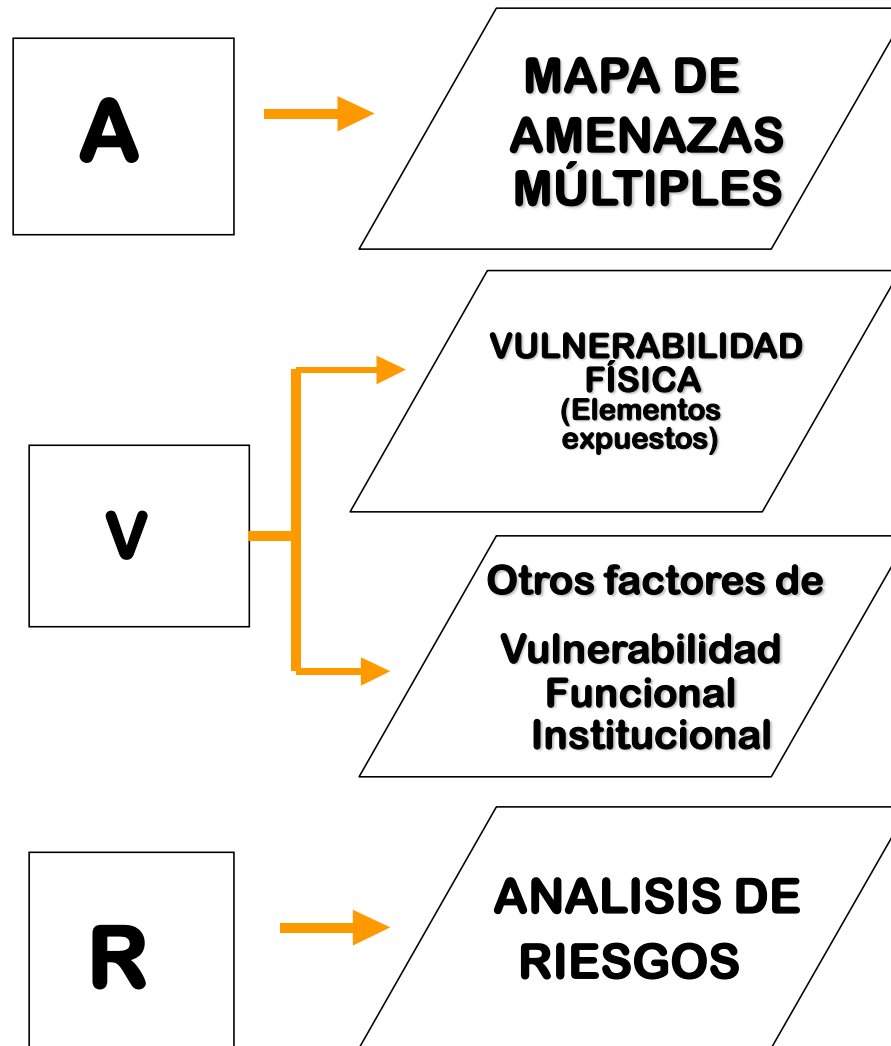 A
MAPA DE
AMENAZAS
MÚLTIPLES
VULNERABILIDAD
FÍSICA
(Elementos
expuestos)
V
Otros factores de
Vulnerabilidad
Funcional
Institucional
R
ANALISIS DE
RIESGOS